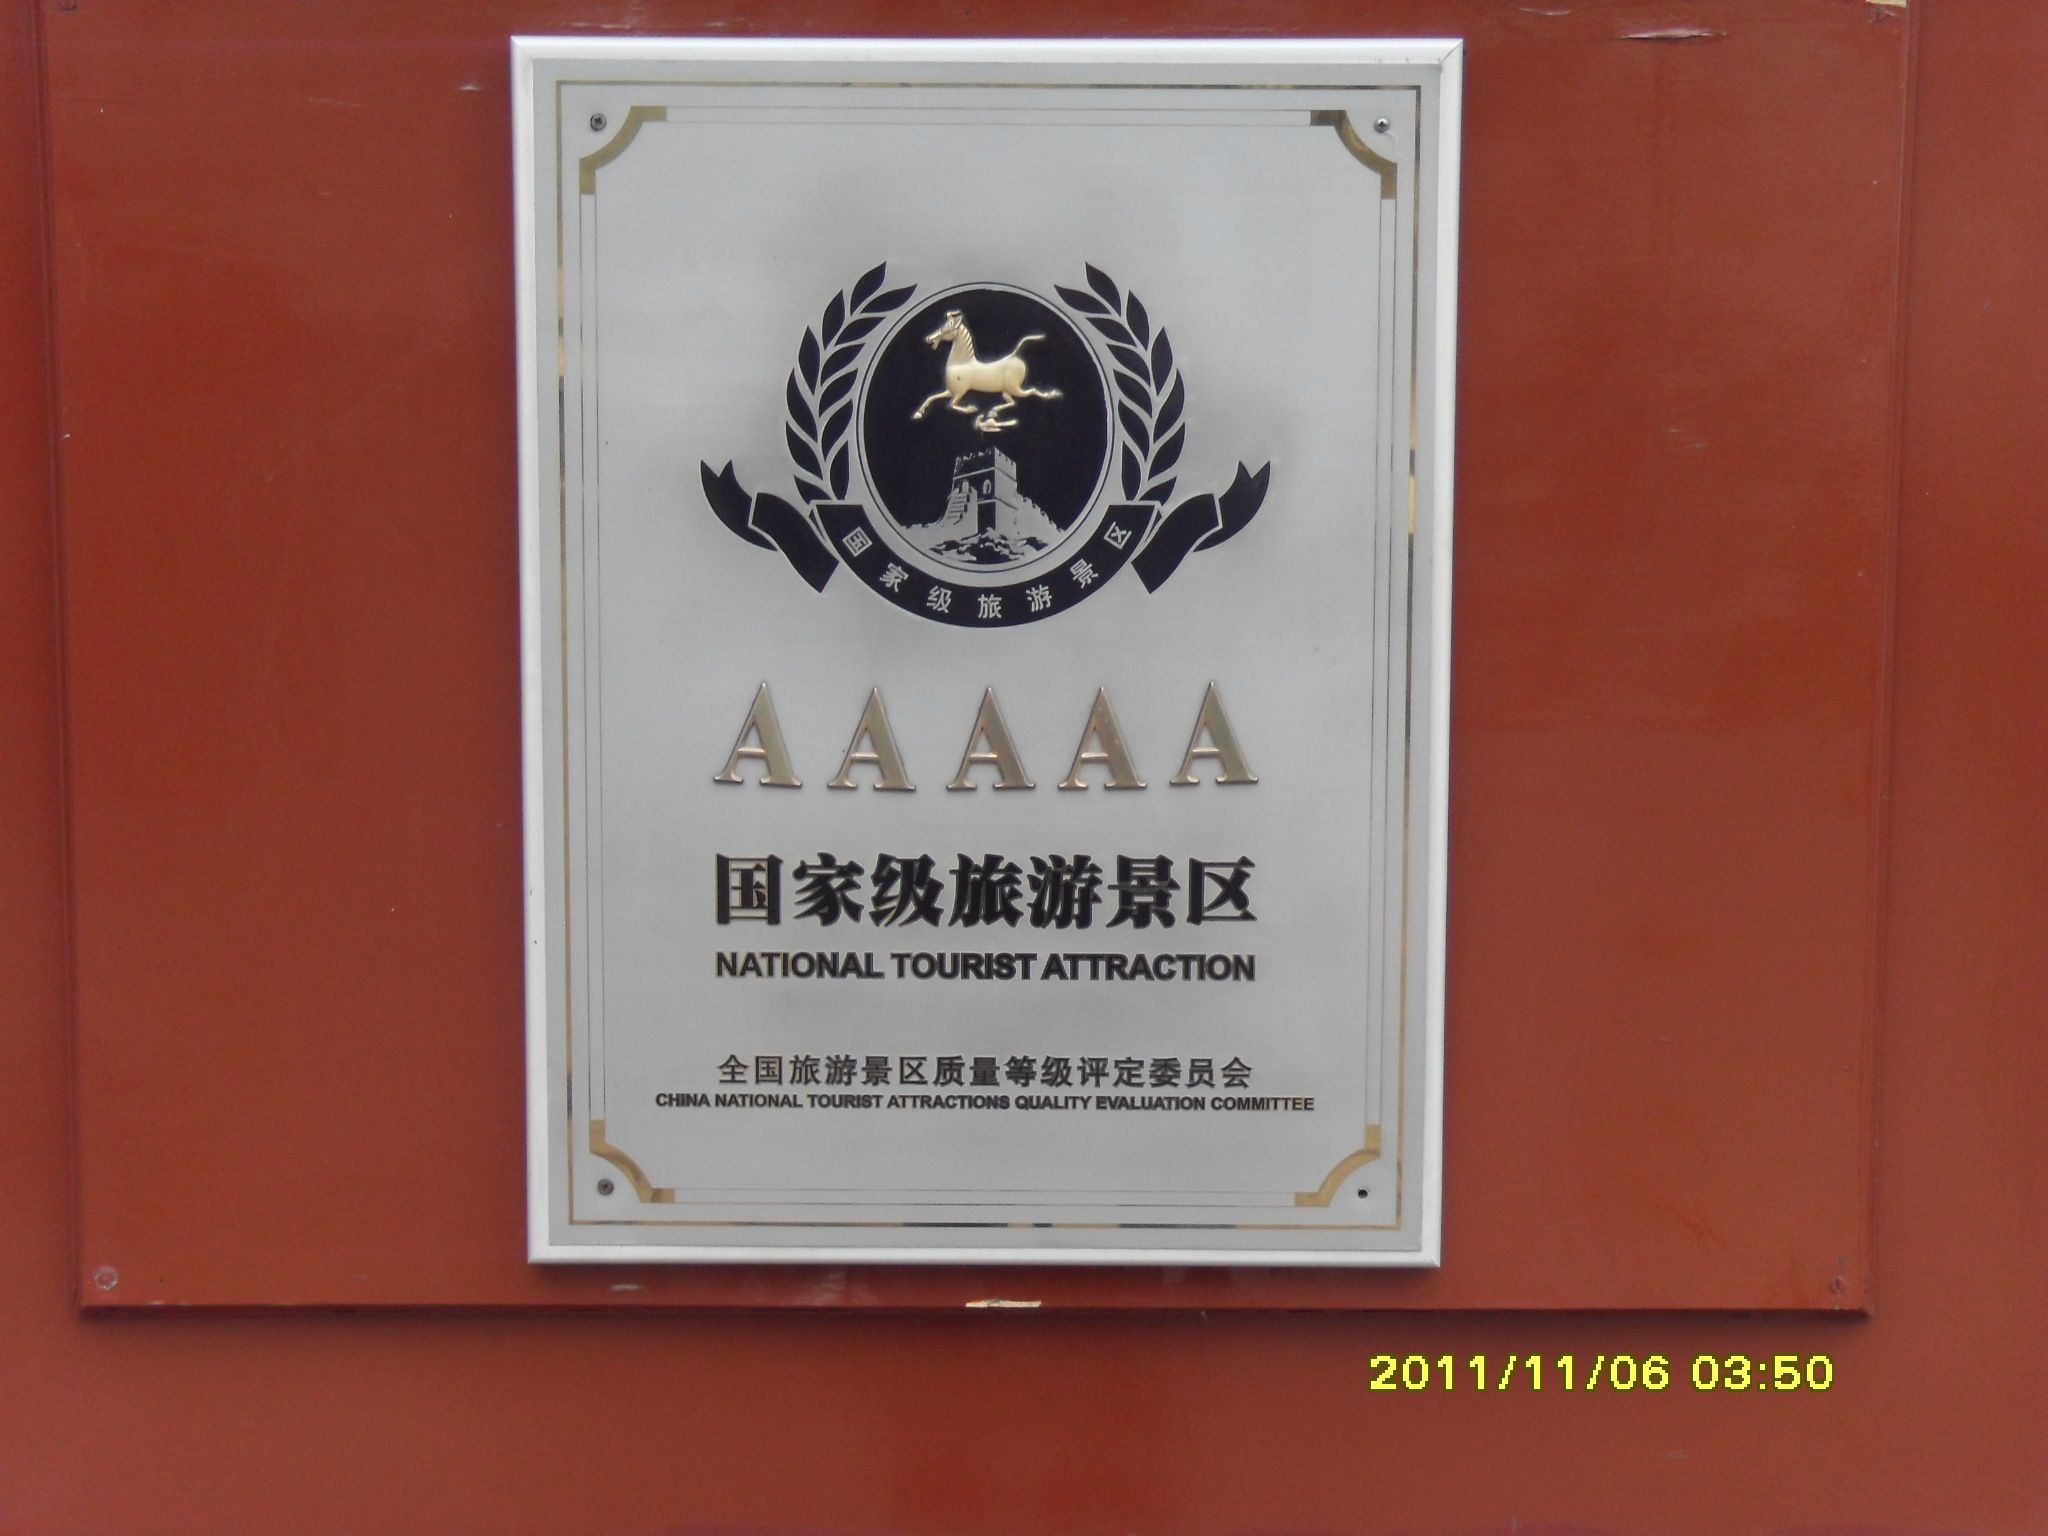 国家级旅游景区
AAAAA
国家级旅游景区
NATIONAL TOURIST ATTRACTION
全国旅游景区质量等级评定委员会
CHINA NATIONAL TOURIST ATTRACTIONS QUALITY EVALUATION COMMITTEE
2011/11/06 03:50